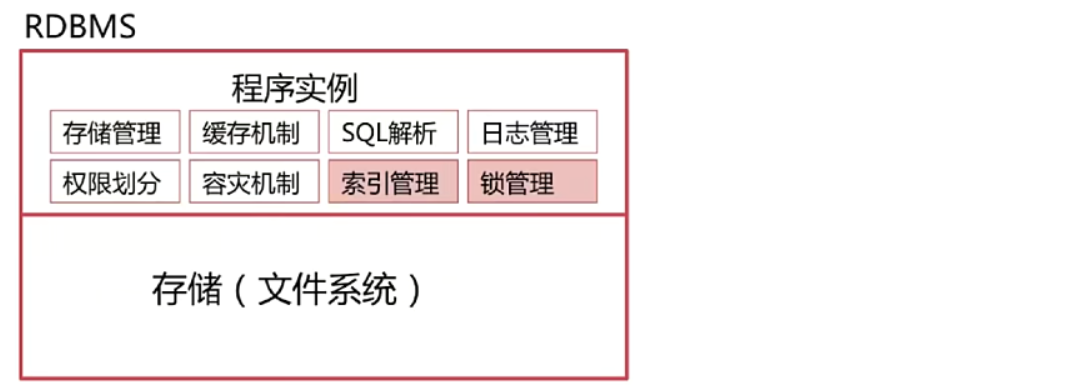 RDBMS
程序实例
存储管理 缓存机制 SQL解析 日志管理
权限划分 容灾机制 索引管理 锁管理
存储（文件系统）